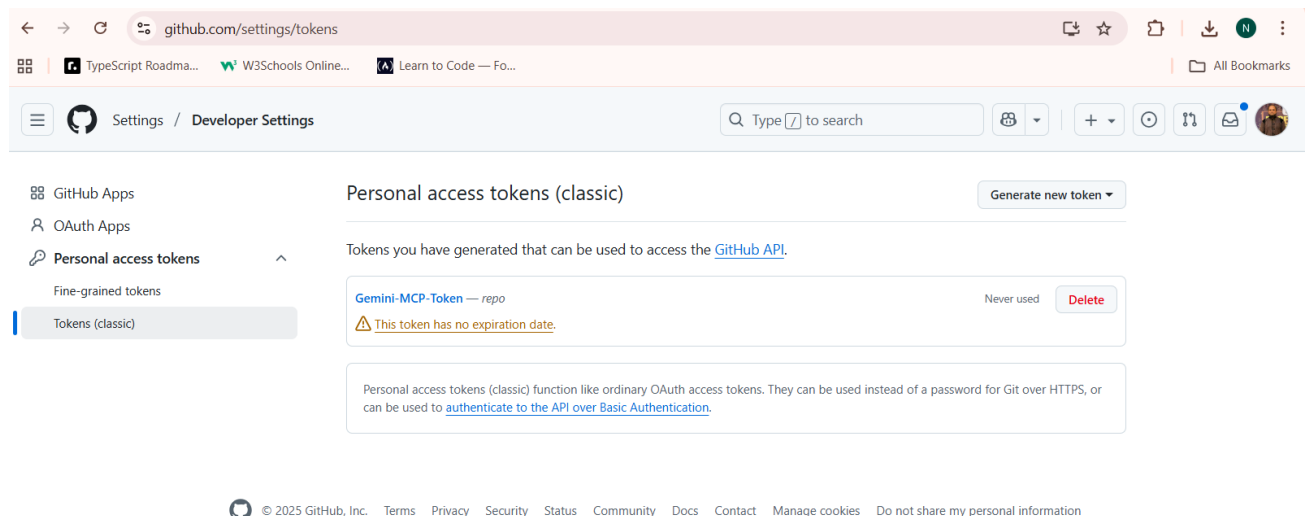 github.com/settings/tokens
N
TypeScript Roadma...
W3Schools Online...
Learn to Code — Fo...
All Bookmarks
Settings / Developer Settings
Type / to search
GitHub Apps
OAuth Apps
Personal access tokens
Fine-grained tokens
Tokens (classic)
Personal access tokens (classic)
Generate new token
Tokens you have generated that can be used to access the GitHub API.
Gemini-MCP-Token — repo
Never used
Delete
This token has no expiration date.
Personal access tokens (classic) function like ordinary OAuth access tokens. They can be used instead of a password for Git over HTTPS, or
can be used to authenticate to the API over Basic Authentication.
© 2025 GitHub, Inc. Terms Privacy Security Status Community Docs Contact Manage cookies Do not share my personal information